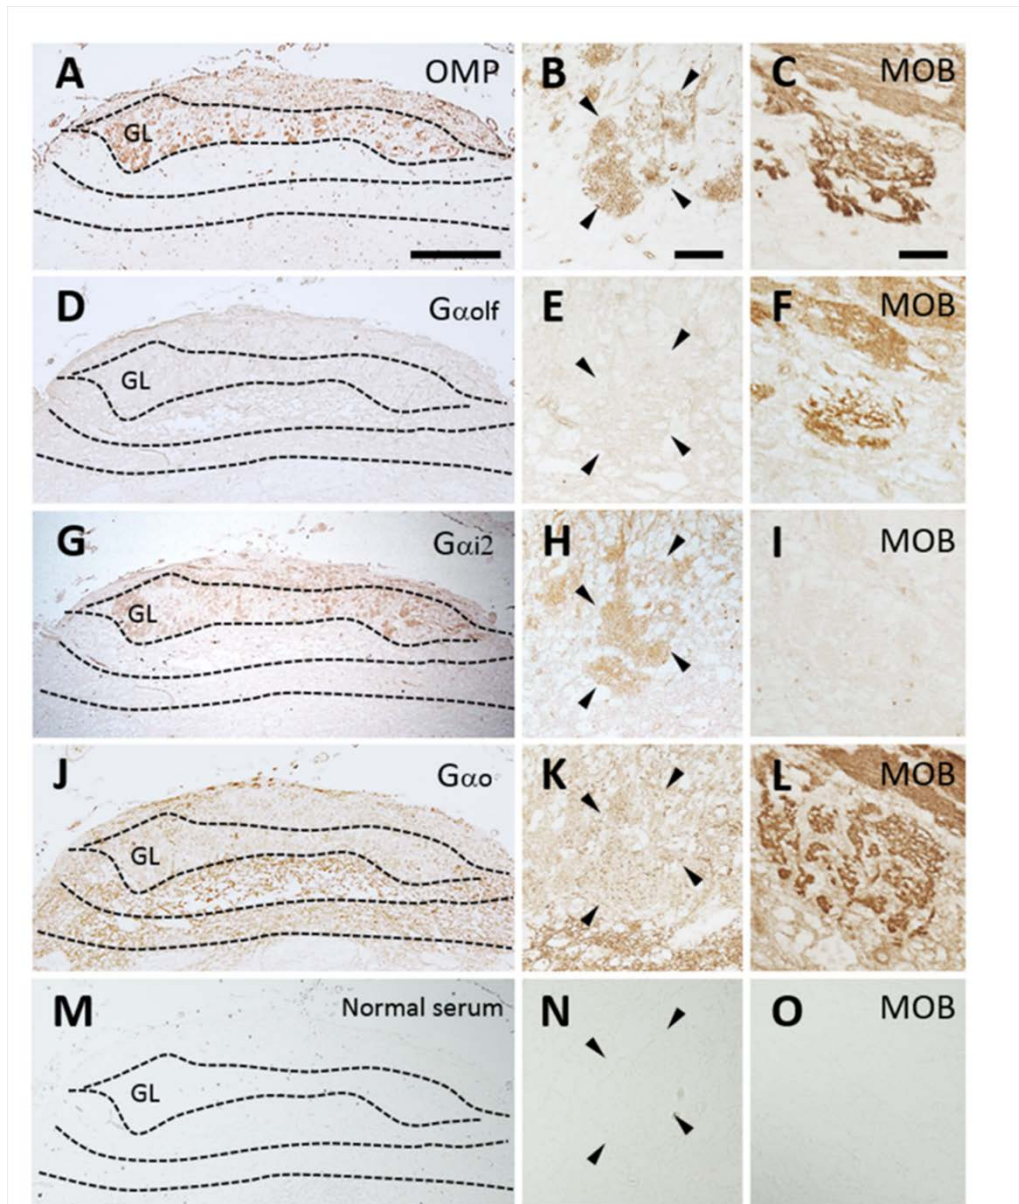 A OMP B C MOB
GL
D Gαolf E F MOB
GL
G Gαi2 H I MOB
GL
J Gαo K L MOB
GL
M Normal serum N O MOB
GL